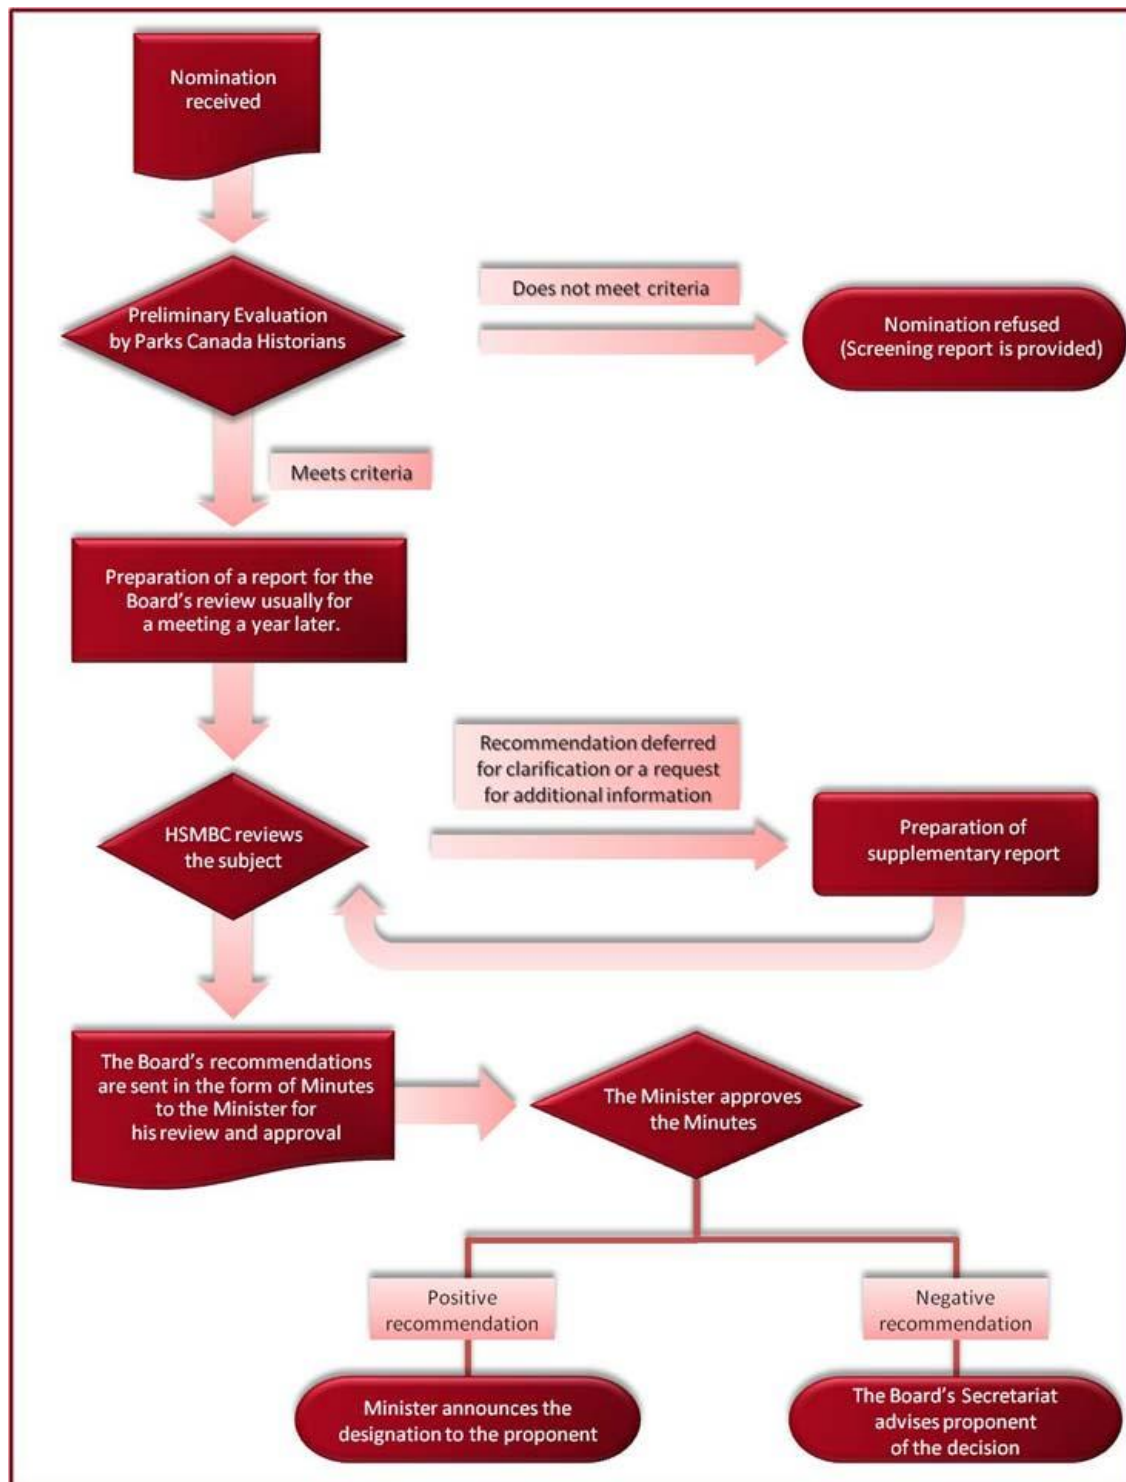 Nomination
received
Preliminary Evaluation
by Parks Canada Historians
Does not meet criteria
Nomination refused
(Screening report is provided)
Meets criteria
Preparation of a report for the
Board's review usually for
a meeting a year later.
Recommendation deferred
for clarification or a request
for additional information
HSMBC reviews
the subject
Preparation of
supplementary report
The Board's recommendations
are sent in the form of Minutes
to the Minister for
his review and approval
The Minister approves
the Minutes
Positive
recommendation
Negative
recommendation
Minister announces the
designation to the proponent
The Board's Secretariat
advises proponent
of the decision